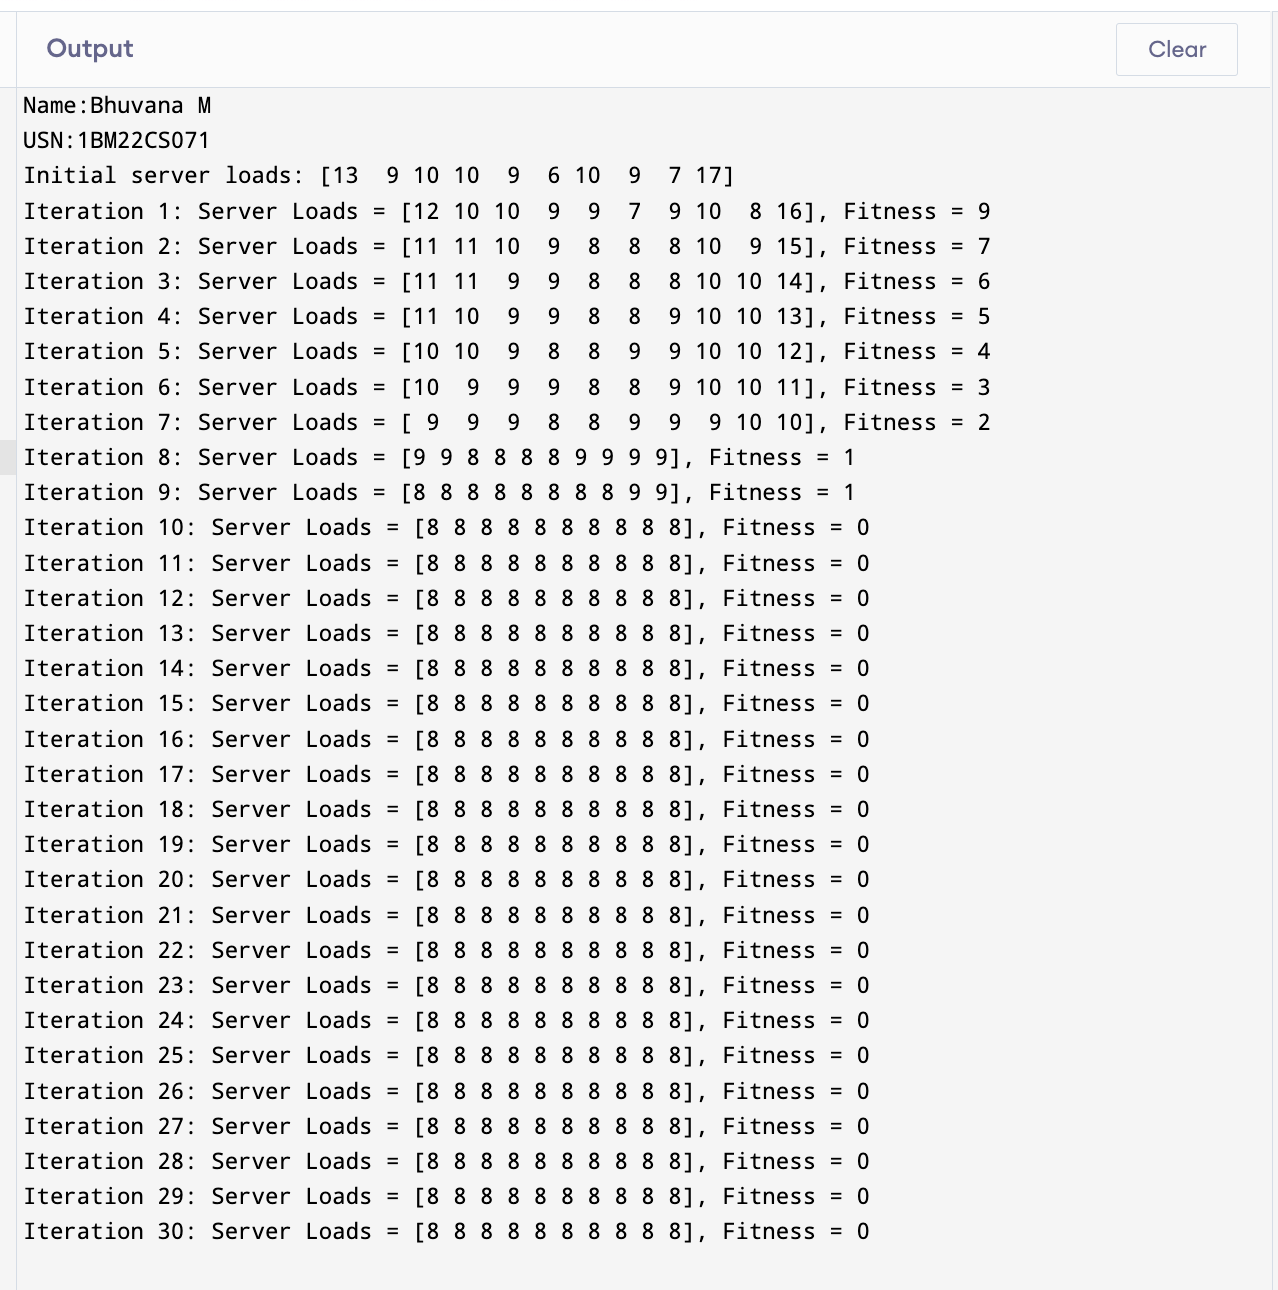 Output
Clear
Name:Bhuvana M
USN:1BM22CS071
Initial server loads: [13  9 10 10  9  6 10  9  7 17]
Iteration 1: Server Loads = [12 10 10  9  9  7  9 10  8 16], Fitness = 9
Iteration 2: Server Loads = [11 11 10  9  8  8  8 10  9 15], Fitness = 7
Iteration 3: Server Loads = [11 11  9  9  8  8  8 10 10 14], Fitness = 6
Iteration 4: Server Loads = [11 10  9  9  8  8  9 10 10 13], Fitness = 5
Iteration 5: Server Loads = [10 10  9  8  8  9  9 10 10 12], Fitness = 4
Iteration 6: Server Loads = [10  9  9  9  8  8  9 10 10 11], Fitness = 3
Iteration 7: Server Loads = [ 9  9  9  8  8  9  9  9 10 10], Fitness = 2
Iteration 8: Server Loads = [9 9 8 8 8 8 9 9 9 9], Fitness = 1
Iteration 9: Server Loads = [8 8 8 8 8 8 8 8 9 9], Fitness = 1
Iteration 10: Server Loads = [8 8 8 8 8 8 8 8 8 8], Fitness = 0
Iteration 11: Server Loads = [8 8 8 8 8 8 8 8 8 8], Fitness = 0
Iteration 12: Server Loads = [8 8 8 8 8 8 8 8 8 8], Fitness = 0
Iteration 13: Server Loads = [8 8 8 8 8 8 8 8 8 8], Fitness = 0
Iteration 14: Server Loads = [8 8 8 8 8 8 8 8 8 8], Fitness = 0
Iteration 15: Server Loads = [8 8 8 8 8 8 8 8 8 8], Fitness = 0
Iteration 16: Server Loads = [8 8 8 8 8 8 8 8 8 8], Fitness = 0
Iteration 17: Server Loads = [8 8 8 8 8 8 8 8 8 8], Fitness = 0
Iteration 18: Server Loads = [8 8 8 8 8 8 8 8 8 8], Fitness = 0
Iteration 19: Server Loads = [8 8 8 8 8 8 8 8 8 8], Fitness = 0
Iteration 20: Server Loads = [8 8 8 8 8 8 8 8 8 8], Fitness = 0
Iteration 21: Server Loads = [8 8 8 8 8 8 8 8 8 8], Fitness = 0
Iteration 22: Server Loads = [8 8 8 8 8 8 8 8 8 8], Fitness = 0
Iteration 23: Server Loads = [8 8 8 8 8 8 8 8 8 8], Fitness = 0
Iteration 24: Server Loads = [8 8 8 8 8 8 8 8 8 8], Fitness = 0
Iteration 25: Server Loads = [8 8 8 8 8 8 8 8 8 8], Fitness = 0
Iteration 26: Server Loads = [8 8 8 8 8 8 8 8 8 8], Fitness = 0
Iteration 27: Server Loads = [8 8 8 8 8 8 8 8 8 8], Fitness = 0
Iteration 28: Server Loads = [8 8 8 8 8 8 8 8 8 8], Fitness = 0
Iteration 29: Server Loads = [8 8 8 8 8 8 8 8 8 8], Fitness = 0
Iteration 30: Server Loads = [8 8 8 8 8 8 8 8 8 8], Fitness = 0